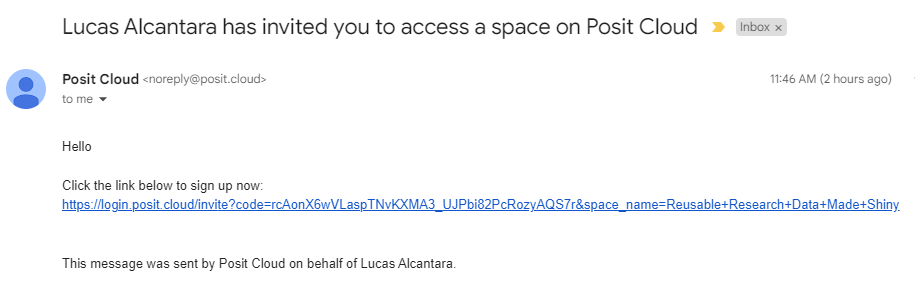 Lucas Alcantara has invited you to access a space on Posit Cloud Inbox ×
Posit Cloud <noreply@posit.cloud> 11:46 AM (2 hours ago)
to me
Hello
Click the link below to sign up now:
https://login.posit.cloud/invite?code=rcAonX6wVLaspTNvKXMA3_UJPbi82PcRozyAQS7r&space_name=Reusable+Research+Data+Made+Shiny
This message was sent by Posit Cloud on behalf of Lucas Alcantara.